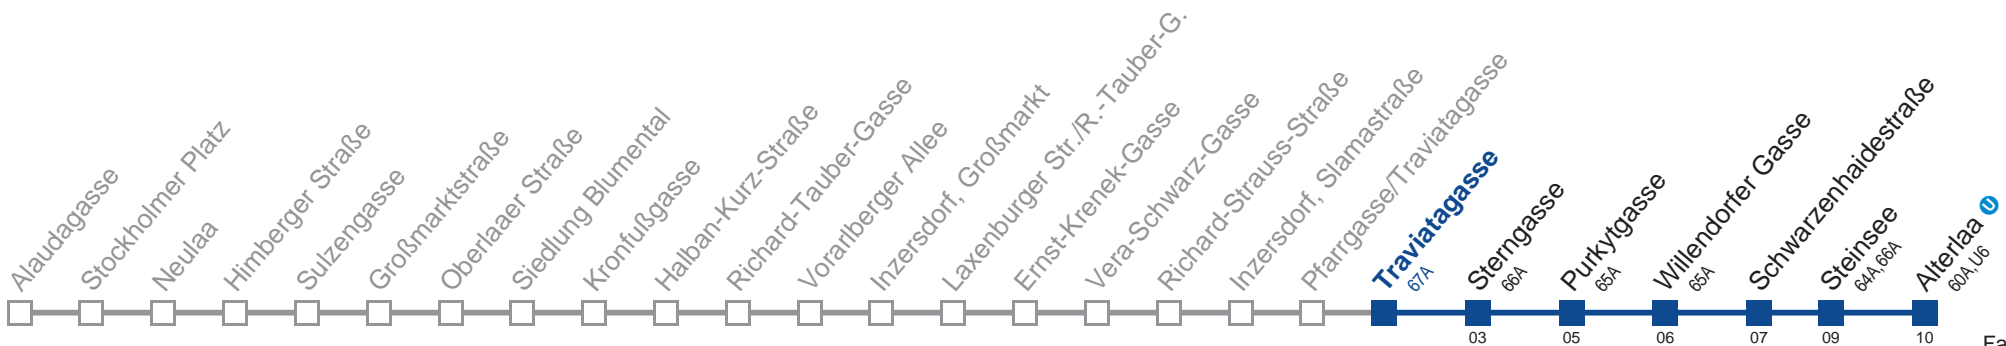 Alaudagasse
Stockholmer Platz
Neulaa
Himberger Straße
Sulzengasse
Großmarktstraße
Oberlaaer Straße
Siedlung Blumental
Kronfußgasse
Halban-Kurz-Straße
Richard-Tauber-Gasse
Vorarlberger Allee
Inzersdorf, Großmarkt
Laxenburger Str./R.-Tauber-G.
Ernst-Krenek-Gasse
Vera-Schwarz-Gasse
Richard-Strauss-Straße
Inzersdorf, Slamastraße
Pfarrgasse/Traviatagasse
Traviatagasse
67A
Sterngasse
66A
03
Purkytgasse
65A
05
Willendorfer Gasse
65A
06
Schwarzenhaidestraße
07
Steinsee
64A,66A
09
Alterlaa U
60A,U6
10
Fa